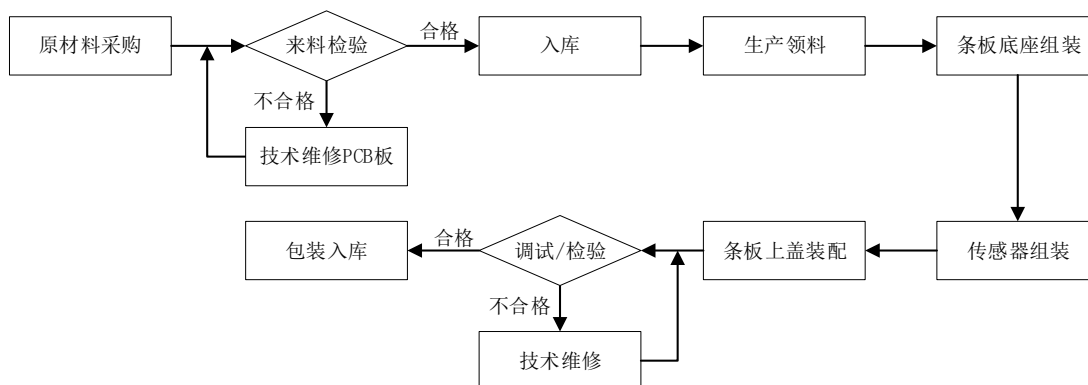 原材料采购
来料检验
合格
入库
生产领料
条板底座组装
不合格
技术维修PCB板
包装入库
合格
调试/检验
条板上盖装配
传感器组装
不合格
技术维修